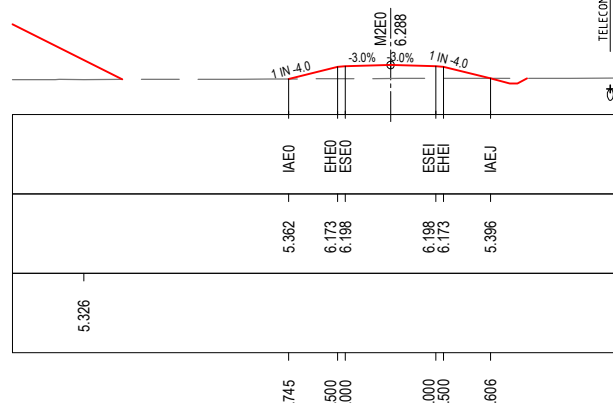 TELECON
M2E0
6.288
1 IN -4.0
-3.0%
-3.0%
1 IN -4.0
IAE0
EHE0
ESE0
ESEI
EHEI
IAEJ
5.362
6.173
6.198
6.198
6.173
5.396
5.326
.745
.500
.000
.000
.500
.606